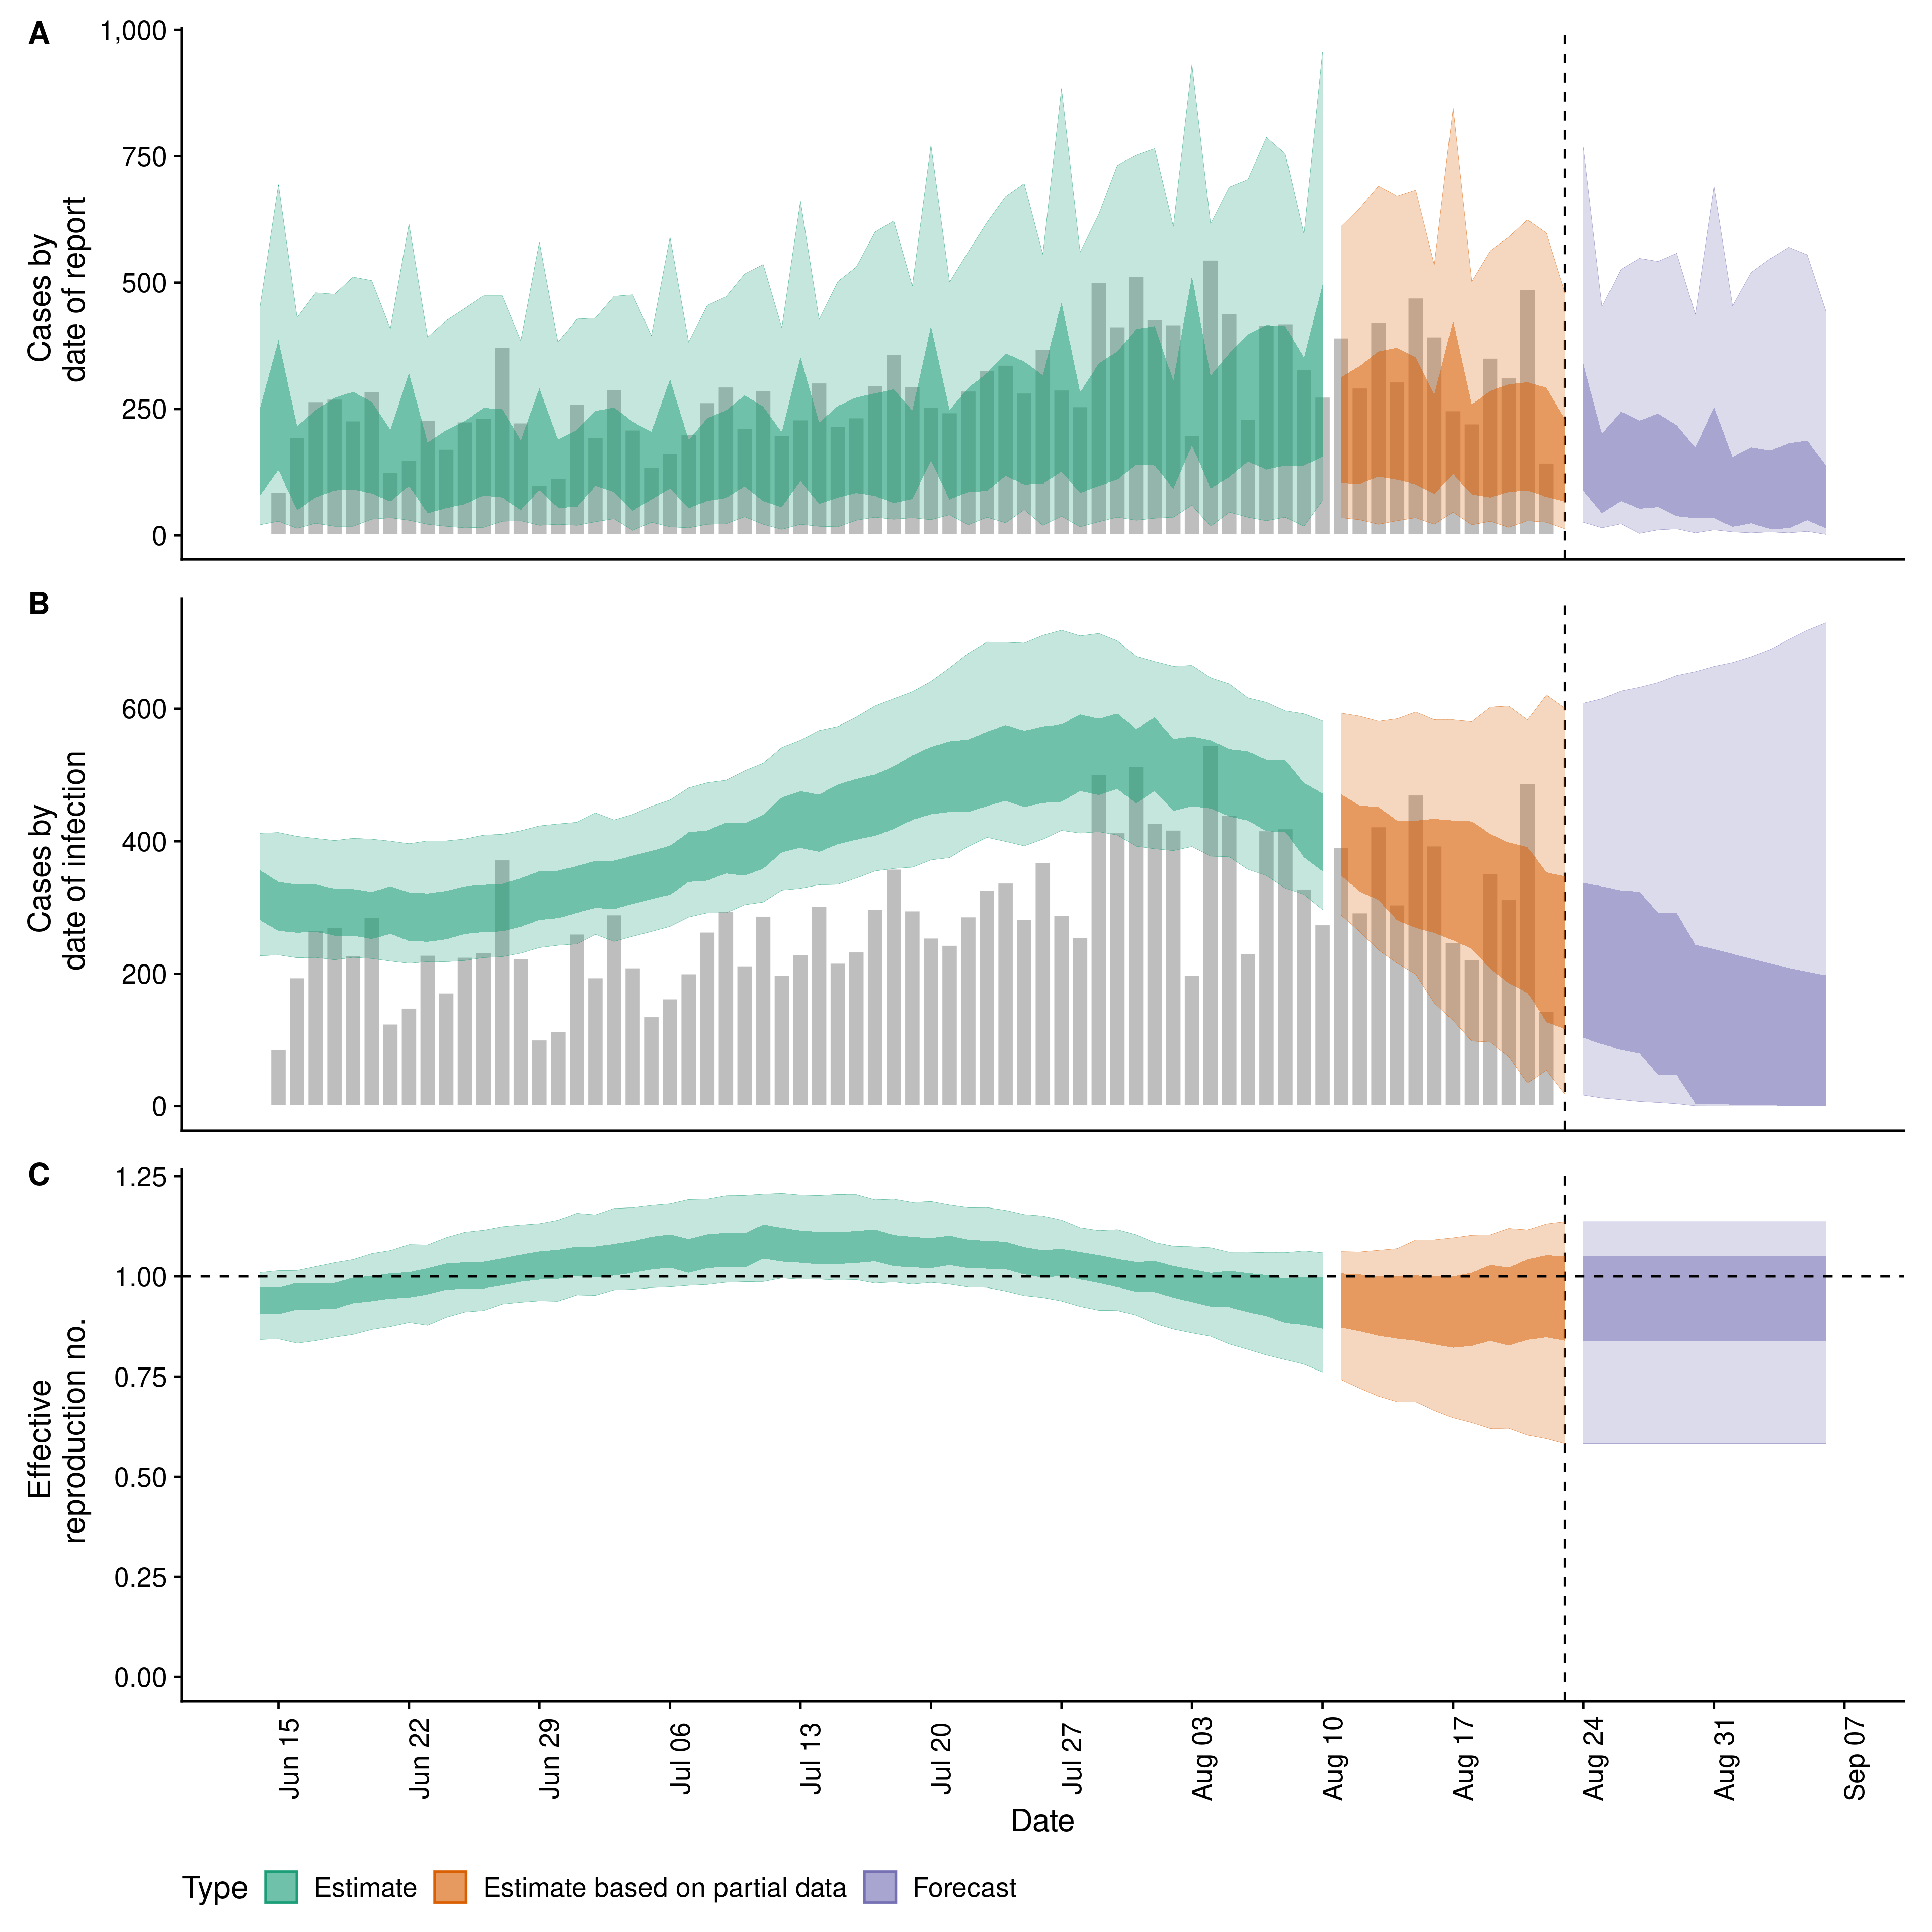 A
1,000
750
500
250
0
Cases by
date of report
B
600
400
200
0
Cases by
date of infection
C
1.25
1.00
0.75
0.50
0.25
0.00
Effective
reproduction no.
Jun 15
Jun 22
Jun 29
Jul 06
Jul 13
Jul 20
Jul 27
Aug 03
Aug 10
Aug 17
Aug 24
Aug 31
Sep 07
Date
Type Estimate Estimate based on partial data Forecast